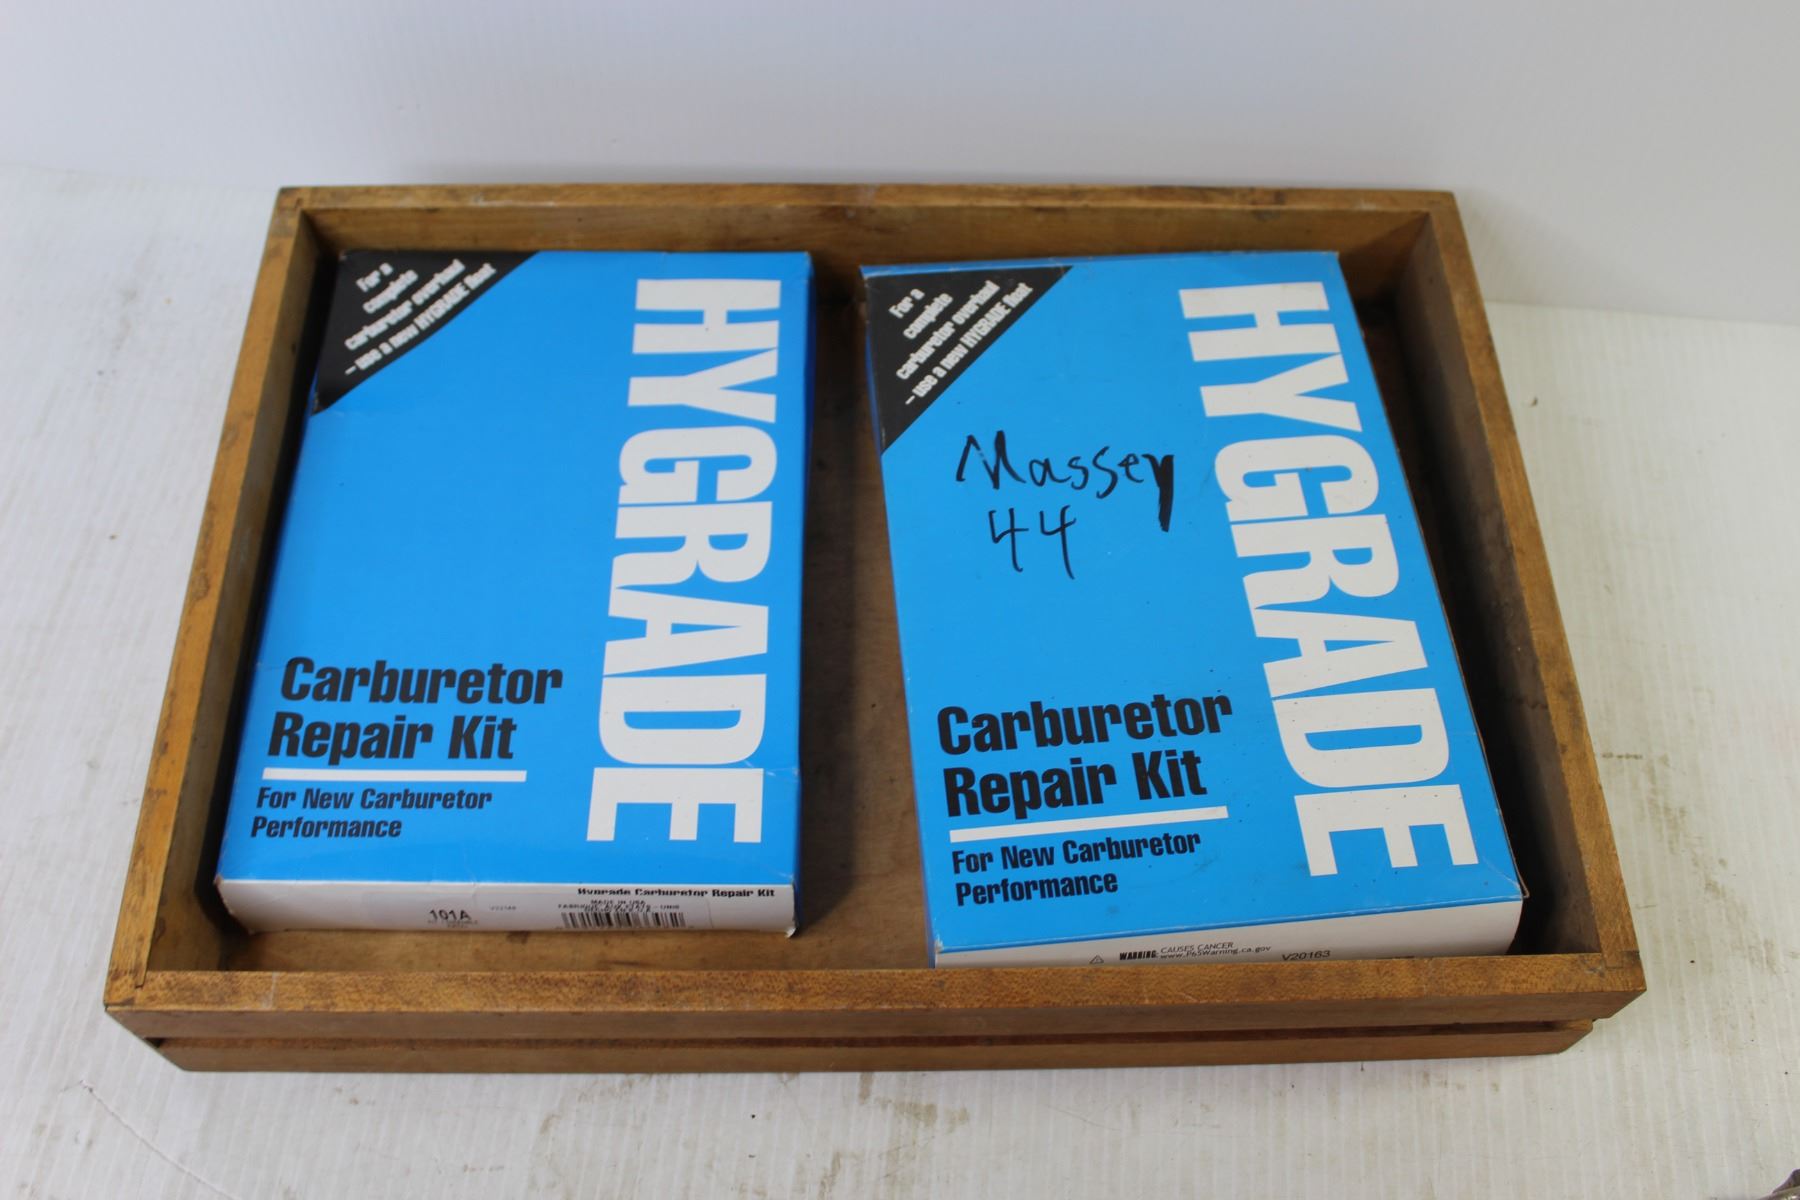 For a
complete
carburetor overhaul
– use a new HYGRADE float
HYGRADE
Carburetor
Repair Kit
For New Carburetor
Performance
Hygrade Carburetor Repair Kit
101A
MADE IN USA
For a
complete
carburetor overhaul
– use a new HYGRADE float
HYGRADE
Massey
44
Carburetor
Repair Kit
For New Carburetor
Performance
WARNING: CAUSES CANCER
www.P65Warning.ca.gov
V20163